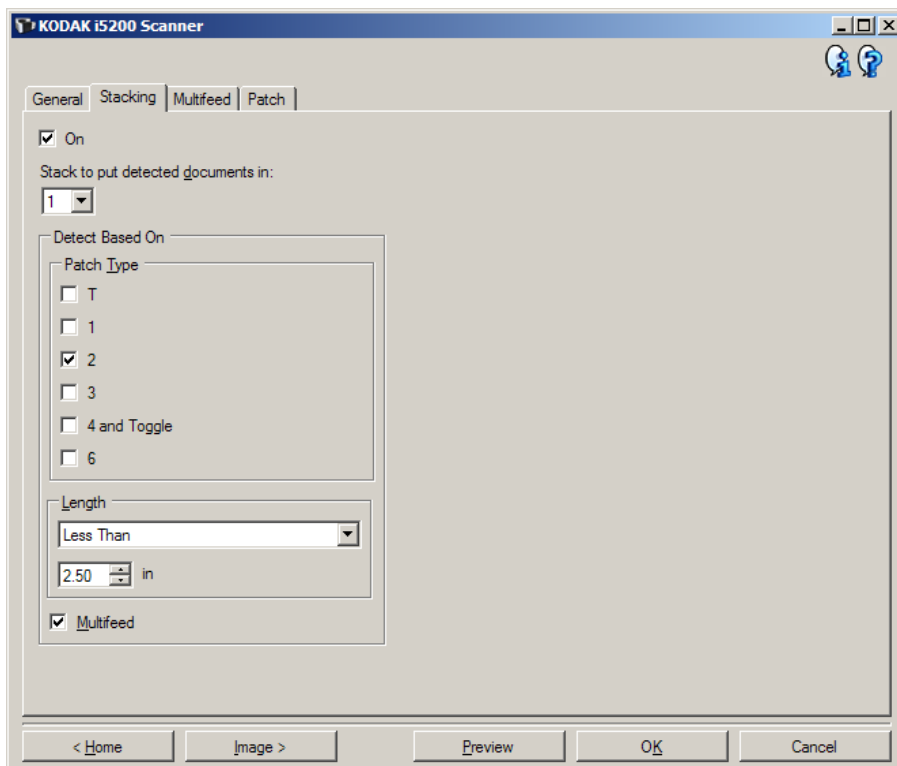 KODAK i5200 Scanner
General Stacking Multifeed Patch
On
Stack to put detected documents in:
1
Detect Based On
Patch Type
T
1
2
3
4 and Toggle
6
Length
Less Than
2.50 in
Multifeed
< Home Image > Preview OK Cancel